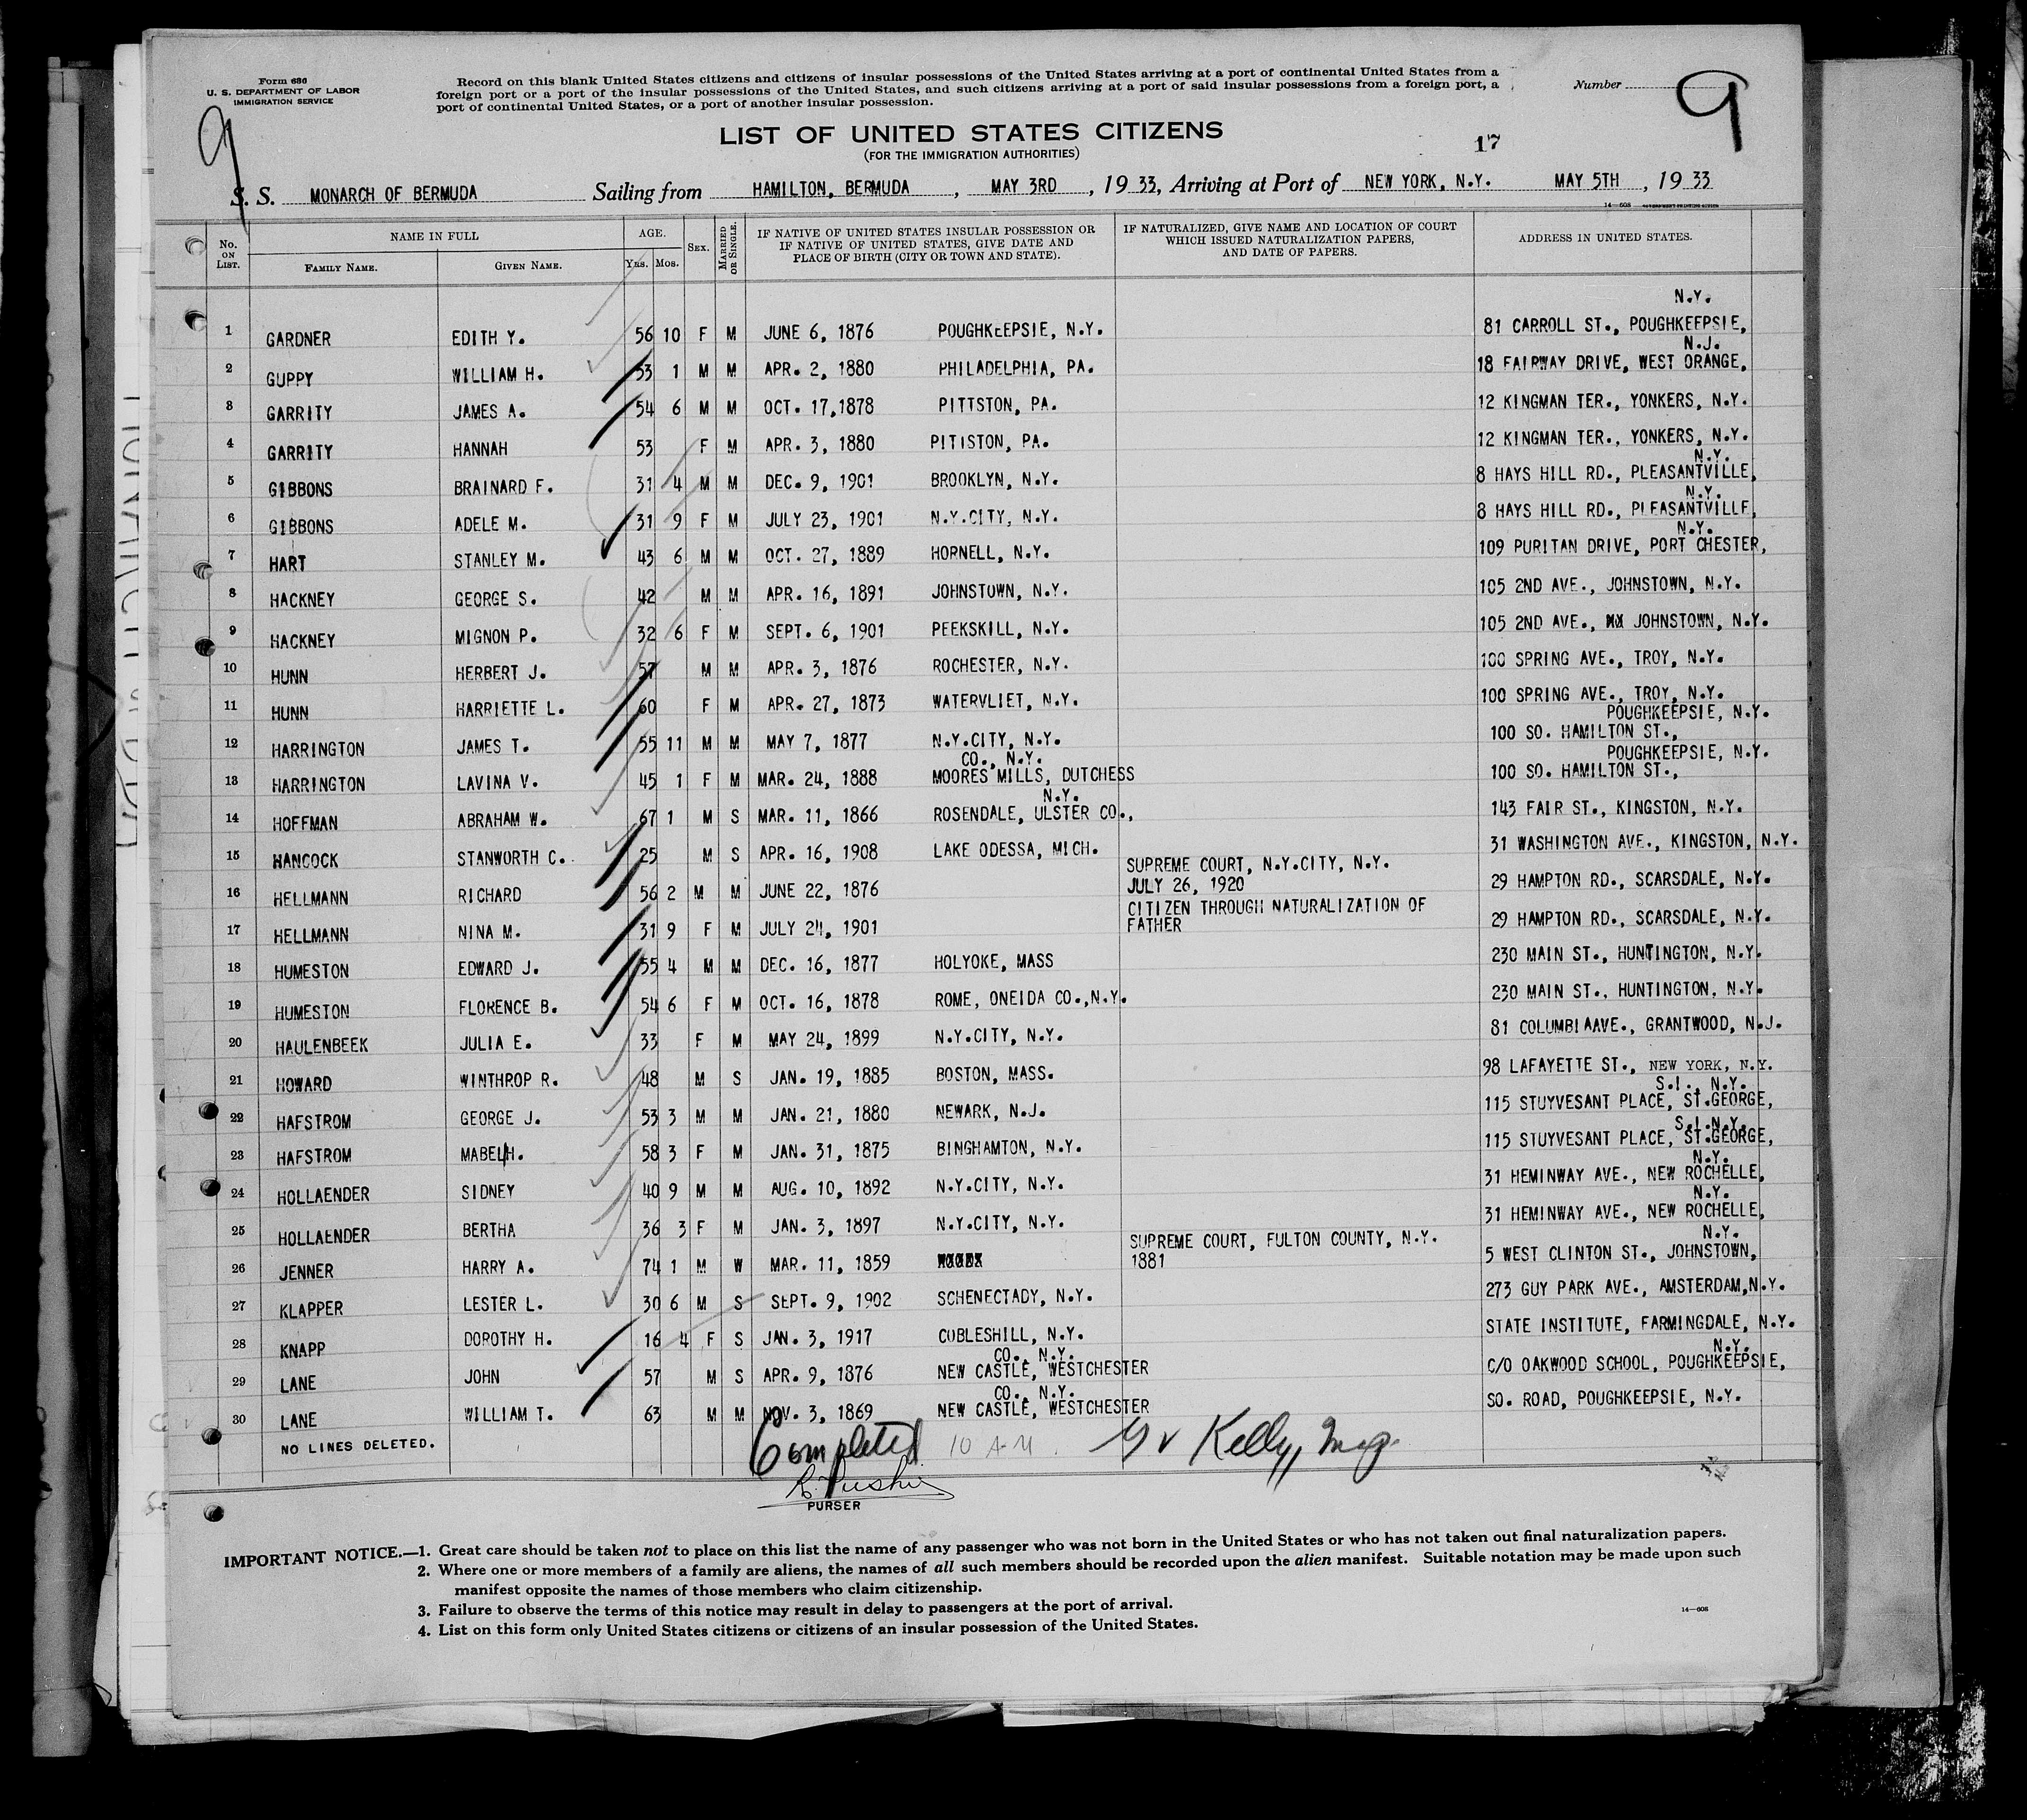 Form 686
U. S. DEPARTMENT OF LABOR
IMMIGRATION SERVICE
Record on this blank United States citizens and citizens of insular possessions of the United States arriving at a port of continental United States from a
foreign port or a port of the insular possessions of the United States, and such citizens arriving at a port of said insular possessions from a foreign port, a
port of continental United States, or a port of another insular possession.
Number
9
9
LIST OF UNITED STATES CITIZENS
(FOR THE IMMIGRATION AUTHORITIES)
17
S. S. MONARCH OF BERMUDA Sailing from HAMILTON, BERMUDA, MAY 3RD, 1933, Arriving at Port of NEW YORK, N.Y. MAY 5TH, 1933
14—608
No. ON LIST. NAME IN FULL FAMILY NAME. GIVEN NAME. AGE. Yrs. Mos. SEX. MARRIED OR SINGLE. IF NATIVE OF UNITED STATES INSULAR POSSESSION OR IF NATIVE OF UNITED STATES, GIVE DATE AND PLACE OF BIRTH (CITY OR TOWN AND STATE). IF NATURALIZED, GIVE NAME AND LOCATION OF COURT WHICH ISSUED NATURALIZATION PAPERS, AND DATE OF PAPERS. ADDRESS IN UNITED STATES.
1 GARDNER EDITH Y. 56 10 F M JUNE 6, 1876 POUGHKEEPSIE, N.Y. 81 CARROLL ST., POUGHKEEPSIE, N.Y.
2 GUPPY WILLIAM H. 53 1 M M APR. 2, 1880 PHILADELPHIA, PA. 18 FAIRWAY DRIVE, WEST ORANGE, N.J.
3 GARRITY JAMES A. 54 6 M M OCT. 17,1878 PITTSTON, PA. 12 KINGMAN TER., YONKERS, N.Y.
4 GARRITY HANNAH 53 F M APR. 3, 1880 PITISTON, PA. 12 KINGMAN TER., YONKERS, N.Y.
5 GIBBONS BRAINARD F. 31 4 M M DEC. 9, 1901 BROOKLYN, N.Y. 8 HAYS HILL RD., PLEASANTVILLE, N.Y.
6 GIBBONS ADELE M. 31 9 F M JULY 23, 1901 N.Y.CITY, N.Y. 8 HAYS HILL RD., PLEASANTVILLE, N.Y.
7 HART STANLEY M. 43 6 M M OCT. 27, 1889 HORNELL, N.Y. 109 PURITAN DRIVE, PORT CHESTER, N.Y.
8 HACKNEY GEORGE S. 42 M M APR. 16, 1891 JOHNSTOWN, N.Y. 105 2ND AVE., JOHNSTOWN, N.Y.
9 HACKNEY MIGNON P. 32 6 F M SEPT. 6, 1901 PEEKSKILL, N.Y. 105 2ND AVE., JOHNSTOWN, N.Y.
10 HUNN HERBERT J. 57 M M APR. 3, 1876 ROCHESTER, N.Y. 100 SPRING AVE., TROY, N.Y.
11 HUNN HARRIETTE L. 60 F M APR. 27, 1873 WATERVLIET, N.Y. 100 SPRING AVE., TROY, N.Y.
12 HARRINGTON JAMES T. 55 11 M M MAY 7, 1877 N.Y.CITY, N.Y. 100 SO. HAMILTON ST., POUGHKEEPSIE, N.Y.
13 HARRINGTON LAVINA V. 45 1 F M MAR. 24, 1888 MOORES MILLS, DUTCHESS CO., N.Y. 100 SO. HAMILTON ST., POUGHKEEPSIE, N.Y.
14 HOFFMAN ABRAHAM W. 67 1 M S MAR. 11, 1866 ROSENDALE, ULSTER CO., N.Y. 143 FAIR ST., KINGSTON, N.Y.
15 HANCOCK STANWORTH C. 25 M S APR. 16, 1908 LAKE ODESSA, MICH. 31 WASHINGTON AVE., KINGSTON, N.Y.
16 HELLMANN RICHARD 56 2 M M JUNE 22, 1876 SUPREME COURT, N.Y.CITY, N.Y. JULY 26, 1920 29 HAMPTON RD., SCARSDALE, N.Y.
17 HELLMANN NINA M. 31 9 F M JULY 24, 1901 CITIZEN THROUGH NATURALIZATION OF FATHER 29 HAMPTON RD., SCARSDALE, N.Y.
18 HUMESTON EDWARD J. 55 4 M M DEC. 16, 1877 HOLYOKE, MASS 230 MAIN ST., HUNTINGTON, N.Y.
19 HUMESTON FLORENCE B. 54 6 F M OCT. 16, 1878 ROME, ONEIDA CO.,N.Y. 230 MAIN ST., HUNTINGTON, N.Y.
20 HAULENBEEK JULIA E. 33 F M MAY 24, 1899 N.Y.CITY, N.Y. 81 COLUMBIAAVE., GRANTWOOD, N.J.
21 HOWARD WINTHROP R. 48 M S JAN. 19, 1885 BOSTON, MASS. 98 LAFAYETTE ST., NEW YORK, N.Y.
22 HAFSTROM GEORGE J. 53 3 M M JAN. 21, 1880 NEWARK, N.J. 115 STUYVESANT PLACE, ST.GEORGE, S.I., N.Y.
23 HAFSTROM MABELH. 58 3 F M JAN. 31, 1875 BINGHAMTON, N.Y. 115 STUYVESANT PLACE, ST.GEORGE, S.I.N.Y.
24 HOLLAENDER SIDNEY 40 9 M M AUG. 10, 1892 N.Y.CITY, N.Y. 31 HEMINWAY AVE., NEW ROCHELLE, N.Y.
25 HOLLAENDER BERTHA 36 3 F M JAN. 3, 1897 N.Y.CITY, N.Y. 31 HEMINWAY AVE., NEW ROCHELLE, N.Y.
26 JENNER HARRY A. 74 1 M W MAR. 11, 1859 SUPREME COURT, FULTON COUNTY, N.Y. 1881 5 WEST CLINTON ST., JOHNSTOWN, N.Y.
27 KLAPPER LESTER L. 30 6 M S SEPT. 9, 1902 SCHENECTADY, N.Y. 273 GUY PARK AVE., AMSTERDAM,N.Y.
28 KNAPP DOROTHY H. 16 4 F S JAN. 3, 1917 COBLESHILL, N.Y. STATE INSTITUTE, FARMINGDALE, N.Y.
29 LANE JOHN 57 M S APR. 9, 1876 NEW CASTLE, WESTCHESTER CO., N.Y. C/O OAKWOOD SCHOOL, POUGHKEEPSIE, N.Y.
30 LANE WILLIAM T. 63 M M NOV. 3, 1869 NEW CASTLE, WESTCHESTER CO., N.Y. SO. ROAD, POUGHKEEPSIE, N.Y.
NO LINES DELETED.
Completed 10 A-M. Kelly,
PURSER
IMPORTANT NOTICE.—1. Great care should be taken not to place on this list the name of any passenger who was not born in the United States or who has not taken out final naturalization papers.
2. Where one or more members of a family are aliens, the names of all such members should be recorded upon the alien manifest. Suitable notation may be made upon such
manifest opposite the names of those members who claim citizenship.
3. Failure to observe the terms of this notice may result in delay to passengers at the port of arrival.
4. List on this form only United States citizens or citizens of an insular possession of the United States.
14—608